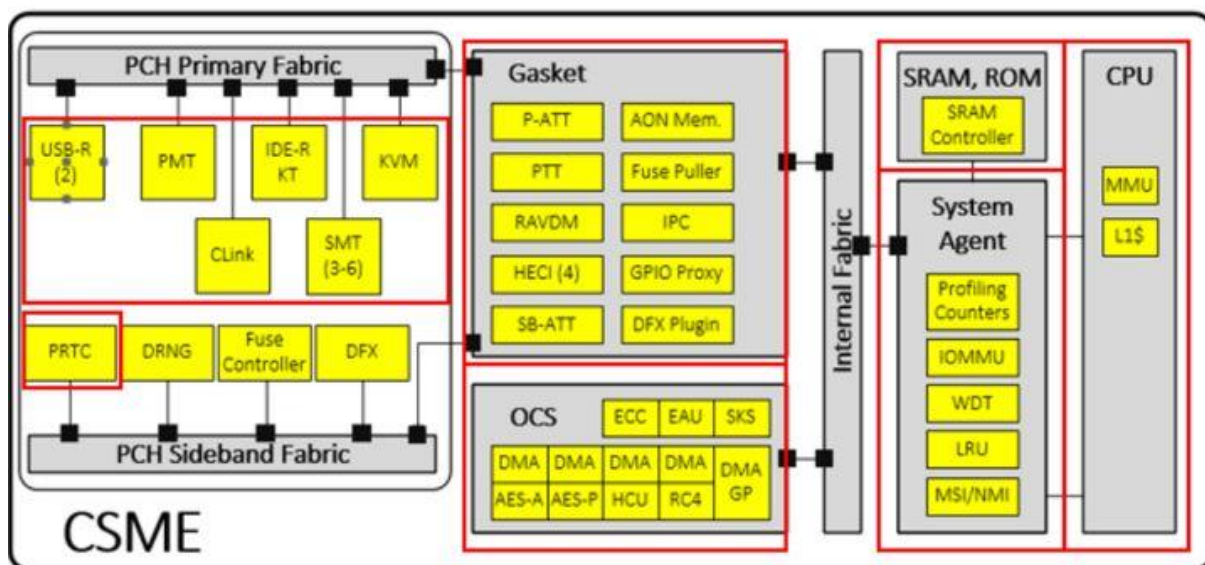 PCH Primary Fabric
USB-R
(2)
PMT
IDE-R
KT
KVM
CLink
SMT
(3-6)
PRTC
DRNG
Fuse
Controller
DFX
PCH Sideband Fabric
CSME
Gasket
P-ATT
AON Mem.
PTT
Fuse Puller
RAVDM
IPC
HECI (4)
GPIO Proxy
SB-ATT
DFX Plugin
OCS
ECC
EAU
SKS
DMA
DMA
DMA
DMA
DMA
GP
AES-A
AES-P
HCU
RC4
Internal Fabric
SRAM, ROM
SRAM
Controller
System
Agent
Profiling
Counters
IOMMU
WDT
LRU
MSI/NMI
CPU
MMU
L1$